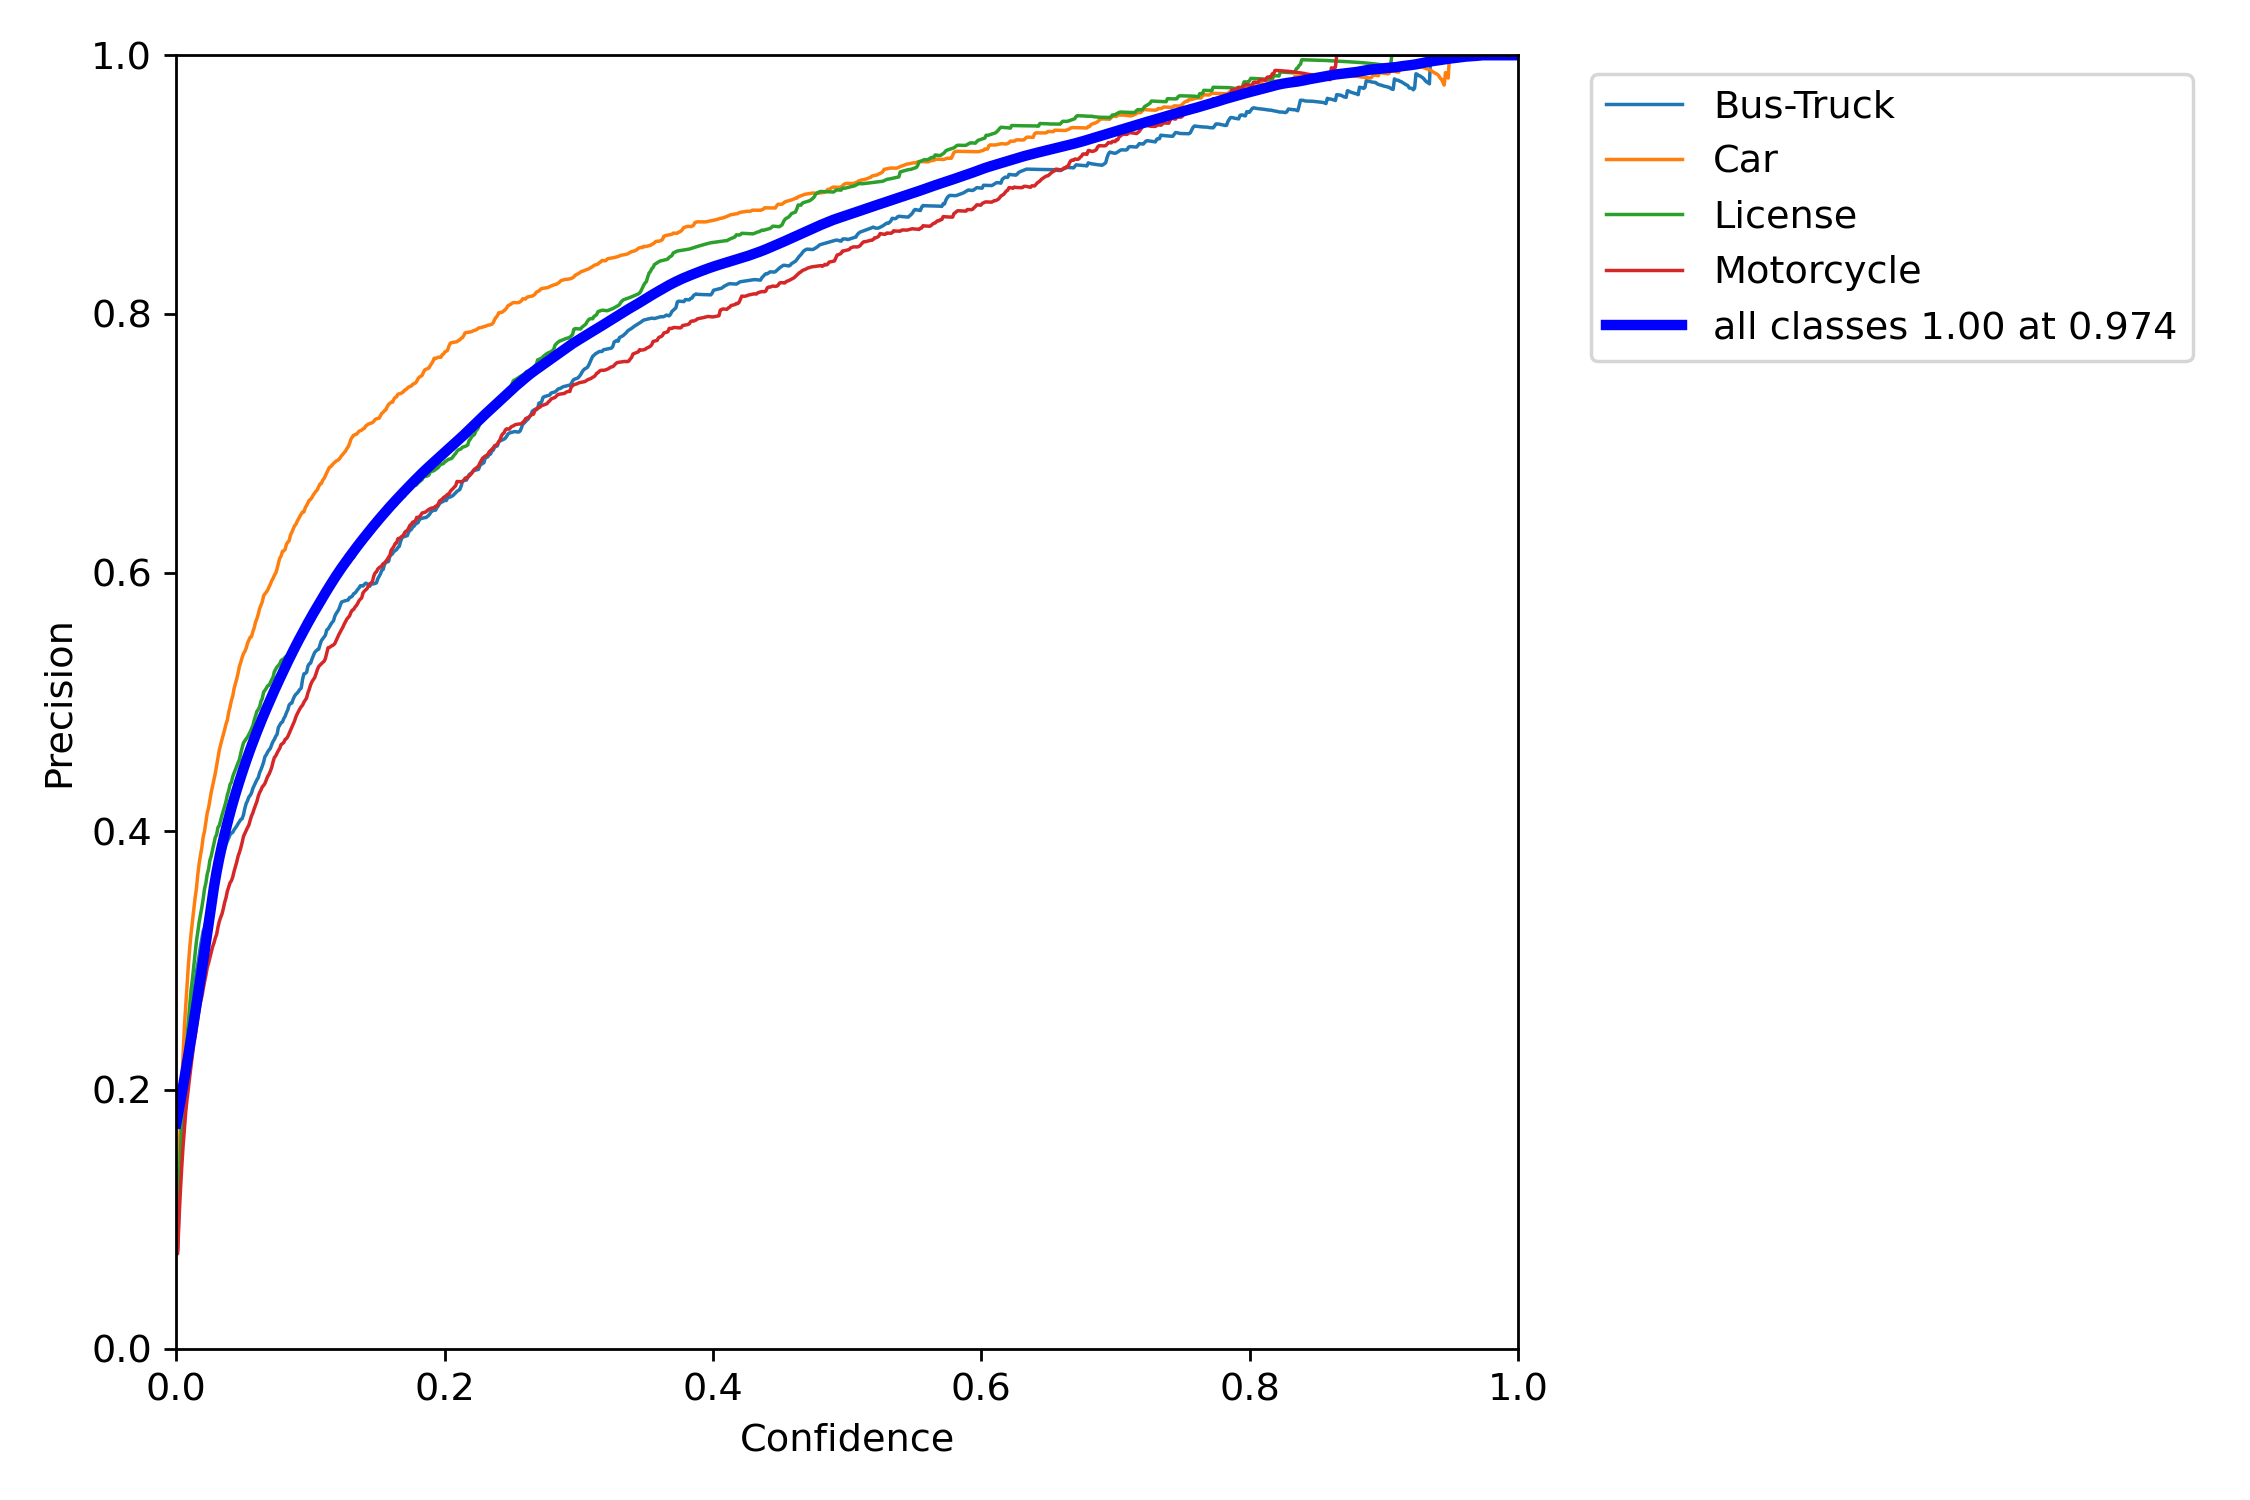 1.0
0.8
0.6
0.4
0.2
0.0
Precision
0.0 0.2 0.4 0.6 0.8 1.0
Confidence
Bus-Truck
Car
License
Motorcycle
all classes 1.00 at 0.974